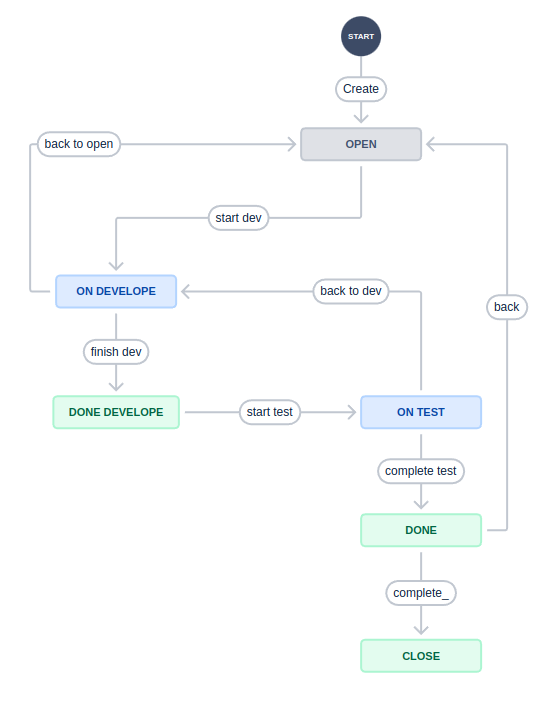 START
Create
back to open
OPEN
start dev
ON DEVELOPE
back to dev
back
finish dev
DONE DEVELOPE
start test
ON TEST
complete test
DONE
complete_
CLOSE